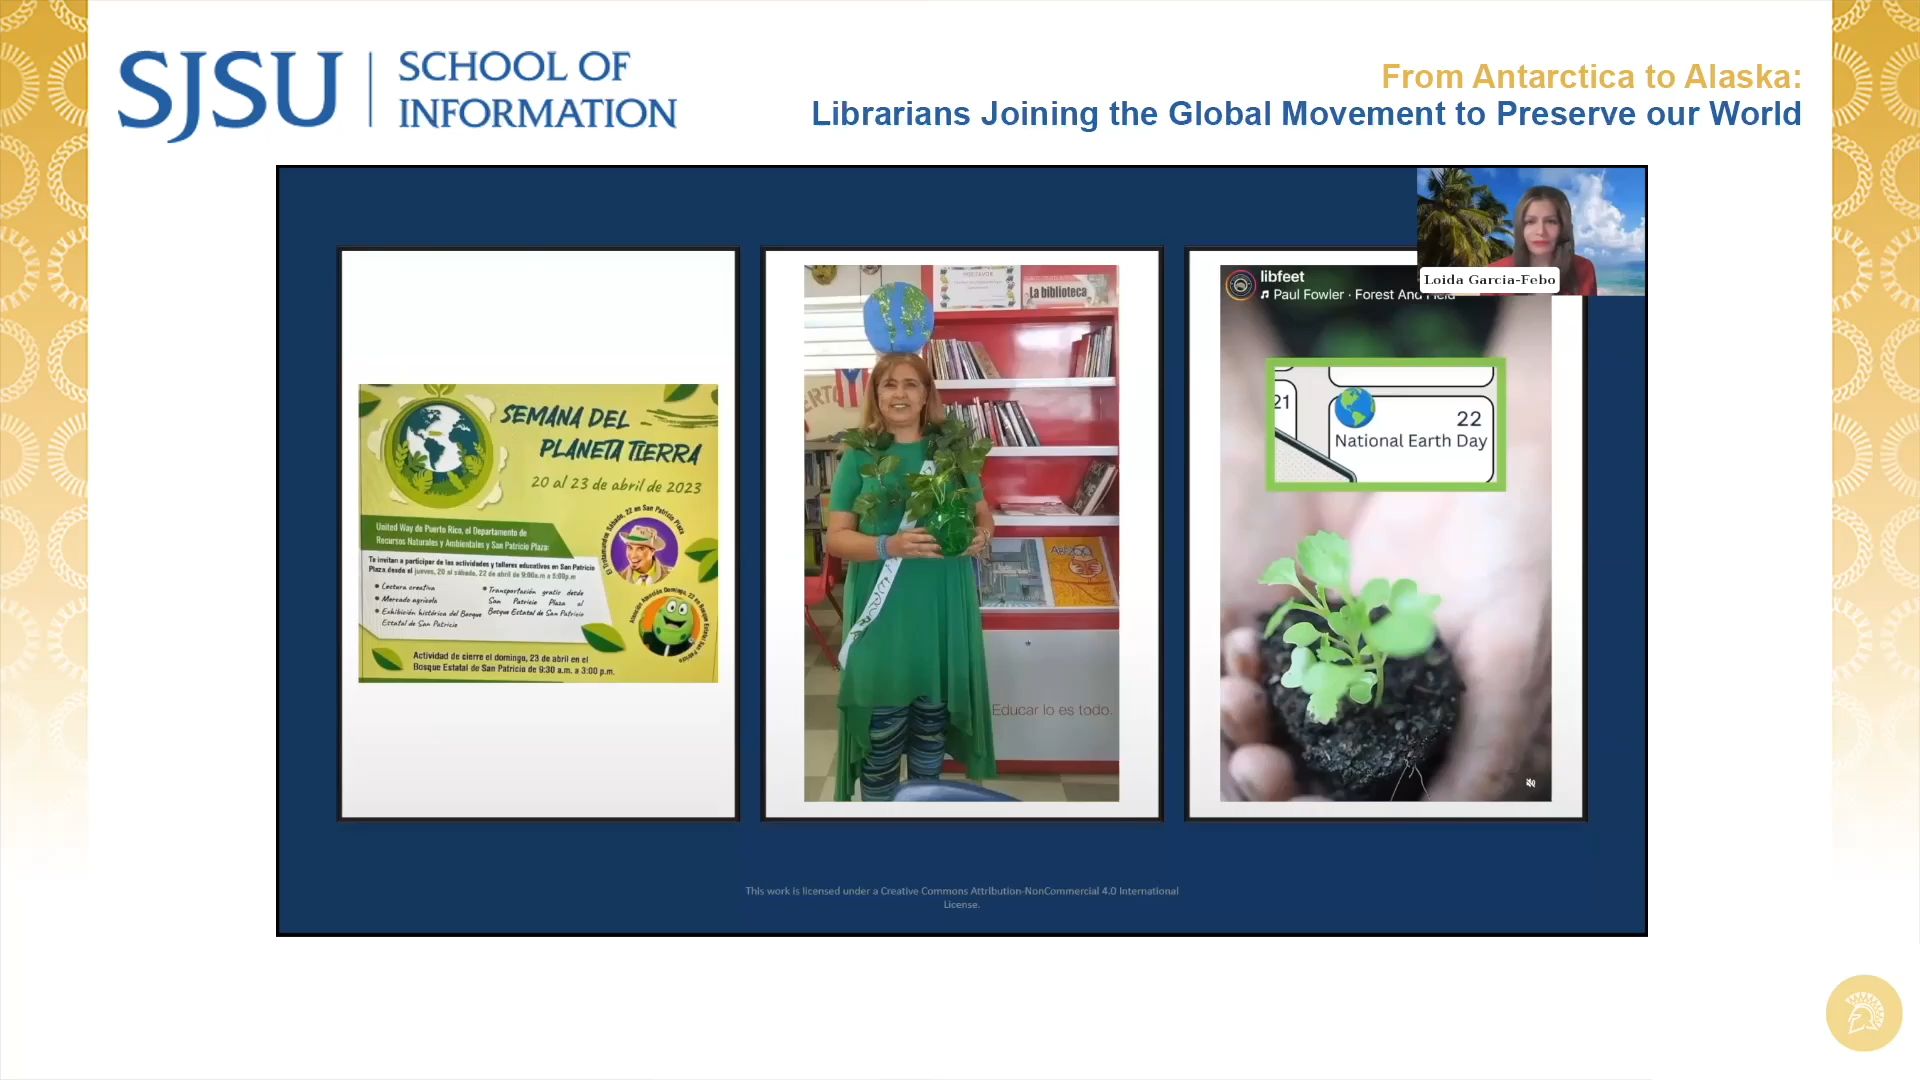 SJSU
SCHOOL OF
INFORMATION
From Antarctica to Alaska:
Librarians Joining the Global Movement to Preserve our World
Loida Garcia-Febo
SEMANA DEL
PLANETA TIERRA
20 al 23 de abril de 2023
United Way de Puerto Rico, el Departamento de
Recursos Naturales y Ambientales y San Patricio Plaza:
Te invitan a participar de las actividades y talleres educativos en San Patricio
Plaza desde el jueves, 20 al sábado, 22 de abril de 9:00a.m a 5:00p.m
• Lectura creativa
• Mercado agrícola
• Exhibición histórica del Bosque
Estatal de San Patricio
• Transportación gratis desde
San Patricio Plaza al
Bosque Estatal de San Patricio
Sábado, 22 en San Patricio Plaza
Actividad de cierre el domingo, 23 de abril en el
Bosque Estatal de San Patricio de 9:30 a.m. a 3:00 p.m.
La biblioteca
Educar lo es todo.
libfeet
Paul Fowler · Forest And Field
21
22
National Earth Day
This work is licensed under a Creative Commons Attribution-NonCommercial 4.0 International
License.